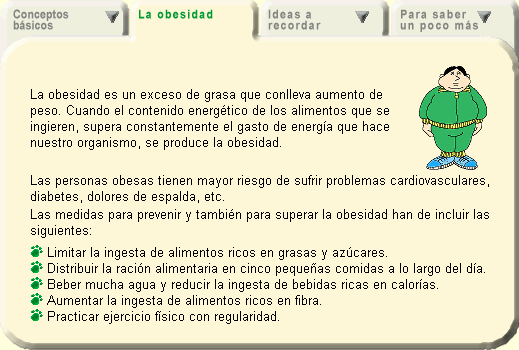 Conceptos básicos
La obesidad
Ideas a recordar
Para saber un poco más
La obesidad es un exceso de grasa que conlleva aumento de
peso. Cuando el contenido energético de los alimentos que se
ingieren, supera constantemente el gasto de energía que hace
nuestro organismo, se produce la obesidad.
Las personas obesas tienen mayor riesgo de sufrir problemas cardiovasculares,
diabetes, dolores de espalda, etc.
Las medidas para prevenir y también para superar la obesidad han de incluir las
siguientes:
Limitar la ingesta de alimentos ricos en grasas y azúcares.
Distribuir la ración alimentaria en cinco pequeñas comidas a lo largo del día.
Beber mucha agua y reducir la ingesta de bebidas ricas en calorías.
Aumentar la ingesta de alimentos ricos en fibra.
Practicar ejercicio físico con regularidad.